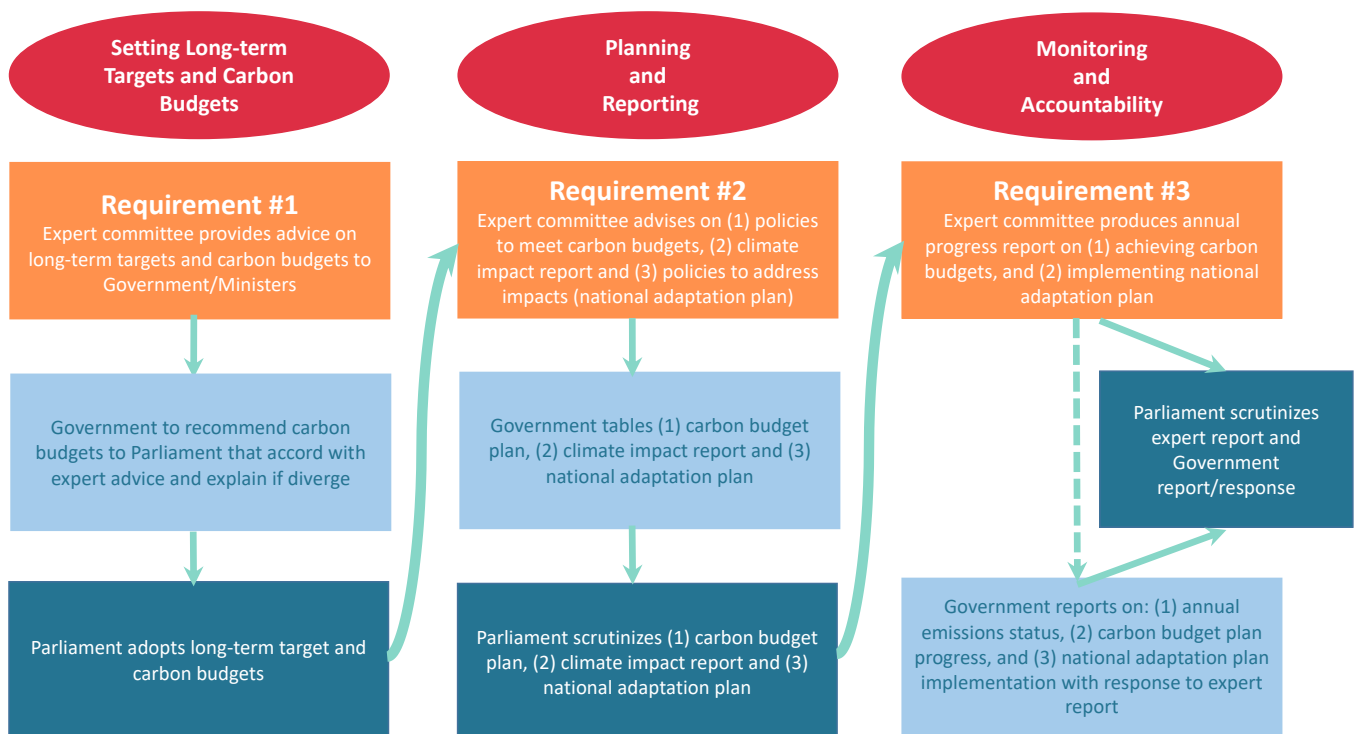 Setting Long-term
Targets and Carbon
Budgets
Planning
and
Reporting
Monitoring
and
Accountability
Requirement #1
Expert committee provides advice on
long-term targets and carbon budgets to
Government/Ministers
Requirement #2
Expert committee advises on (1) policies
to meet carbon budgets, (2) climate
impact report and (3) policies to address
impacts (national adaptation plan)
Requirement #3
Expert committee produces annual
progress report on (1) achieving carbon
budgets, and (2) implementing national
adaptation plan
Government to recommend carbon
budgets to Parliament that accord with
expert advice and explain if diverge
Government tables (1) carbon budget
plan, (2) climate impact report and (3)
national adaptation plan
Parliament scrutinizes
expert report and
Government
report/response
Parliament adopts long-term target and
carbon budgets
Parliament scrutinizes (1) carbon budget
plan, (2) climate impact report and (3)
national adaptation plan
Government reports on: (1) annual
emissions status, (2) carbon budget plan
progress, and (3) national adaptation plan
implementation with response to expert
report